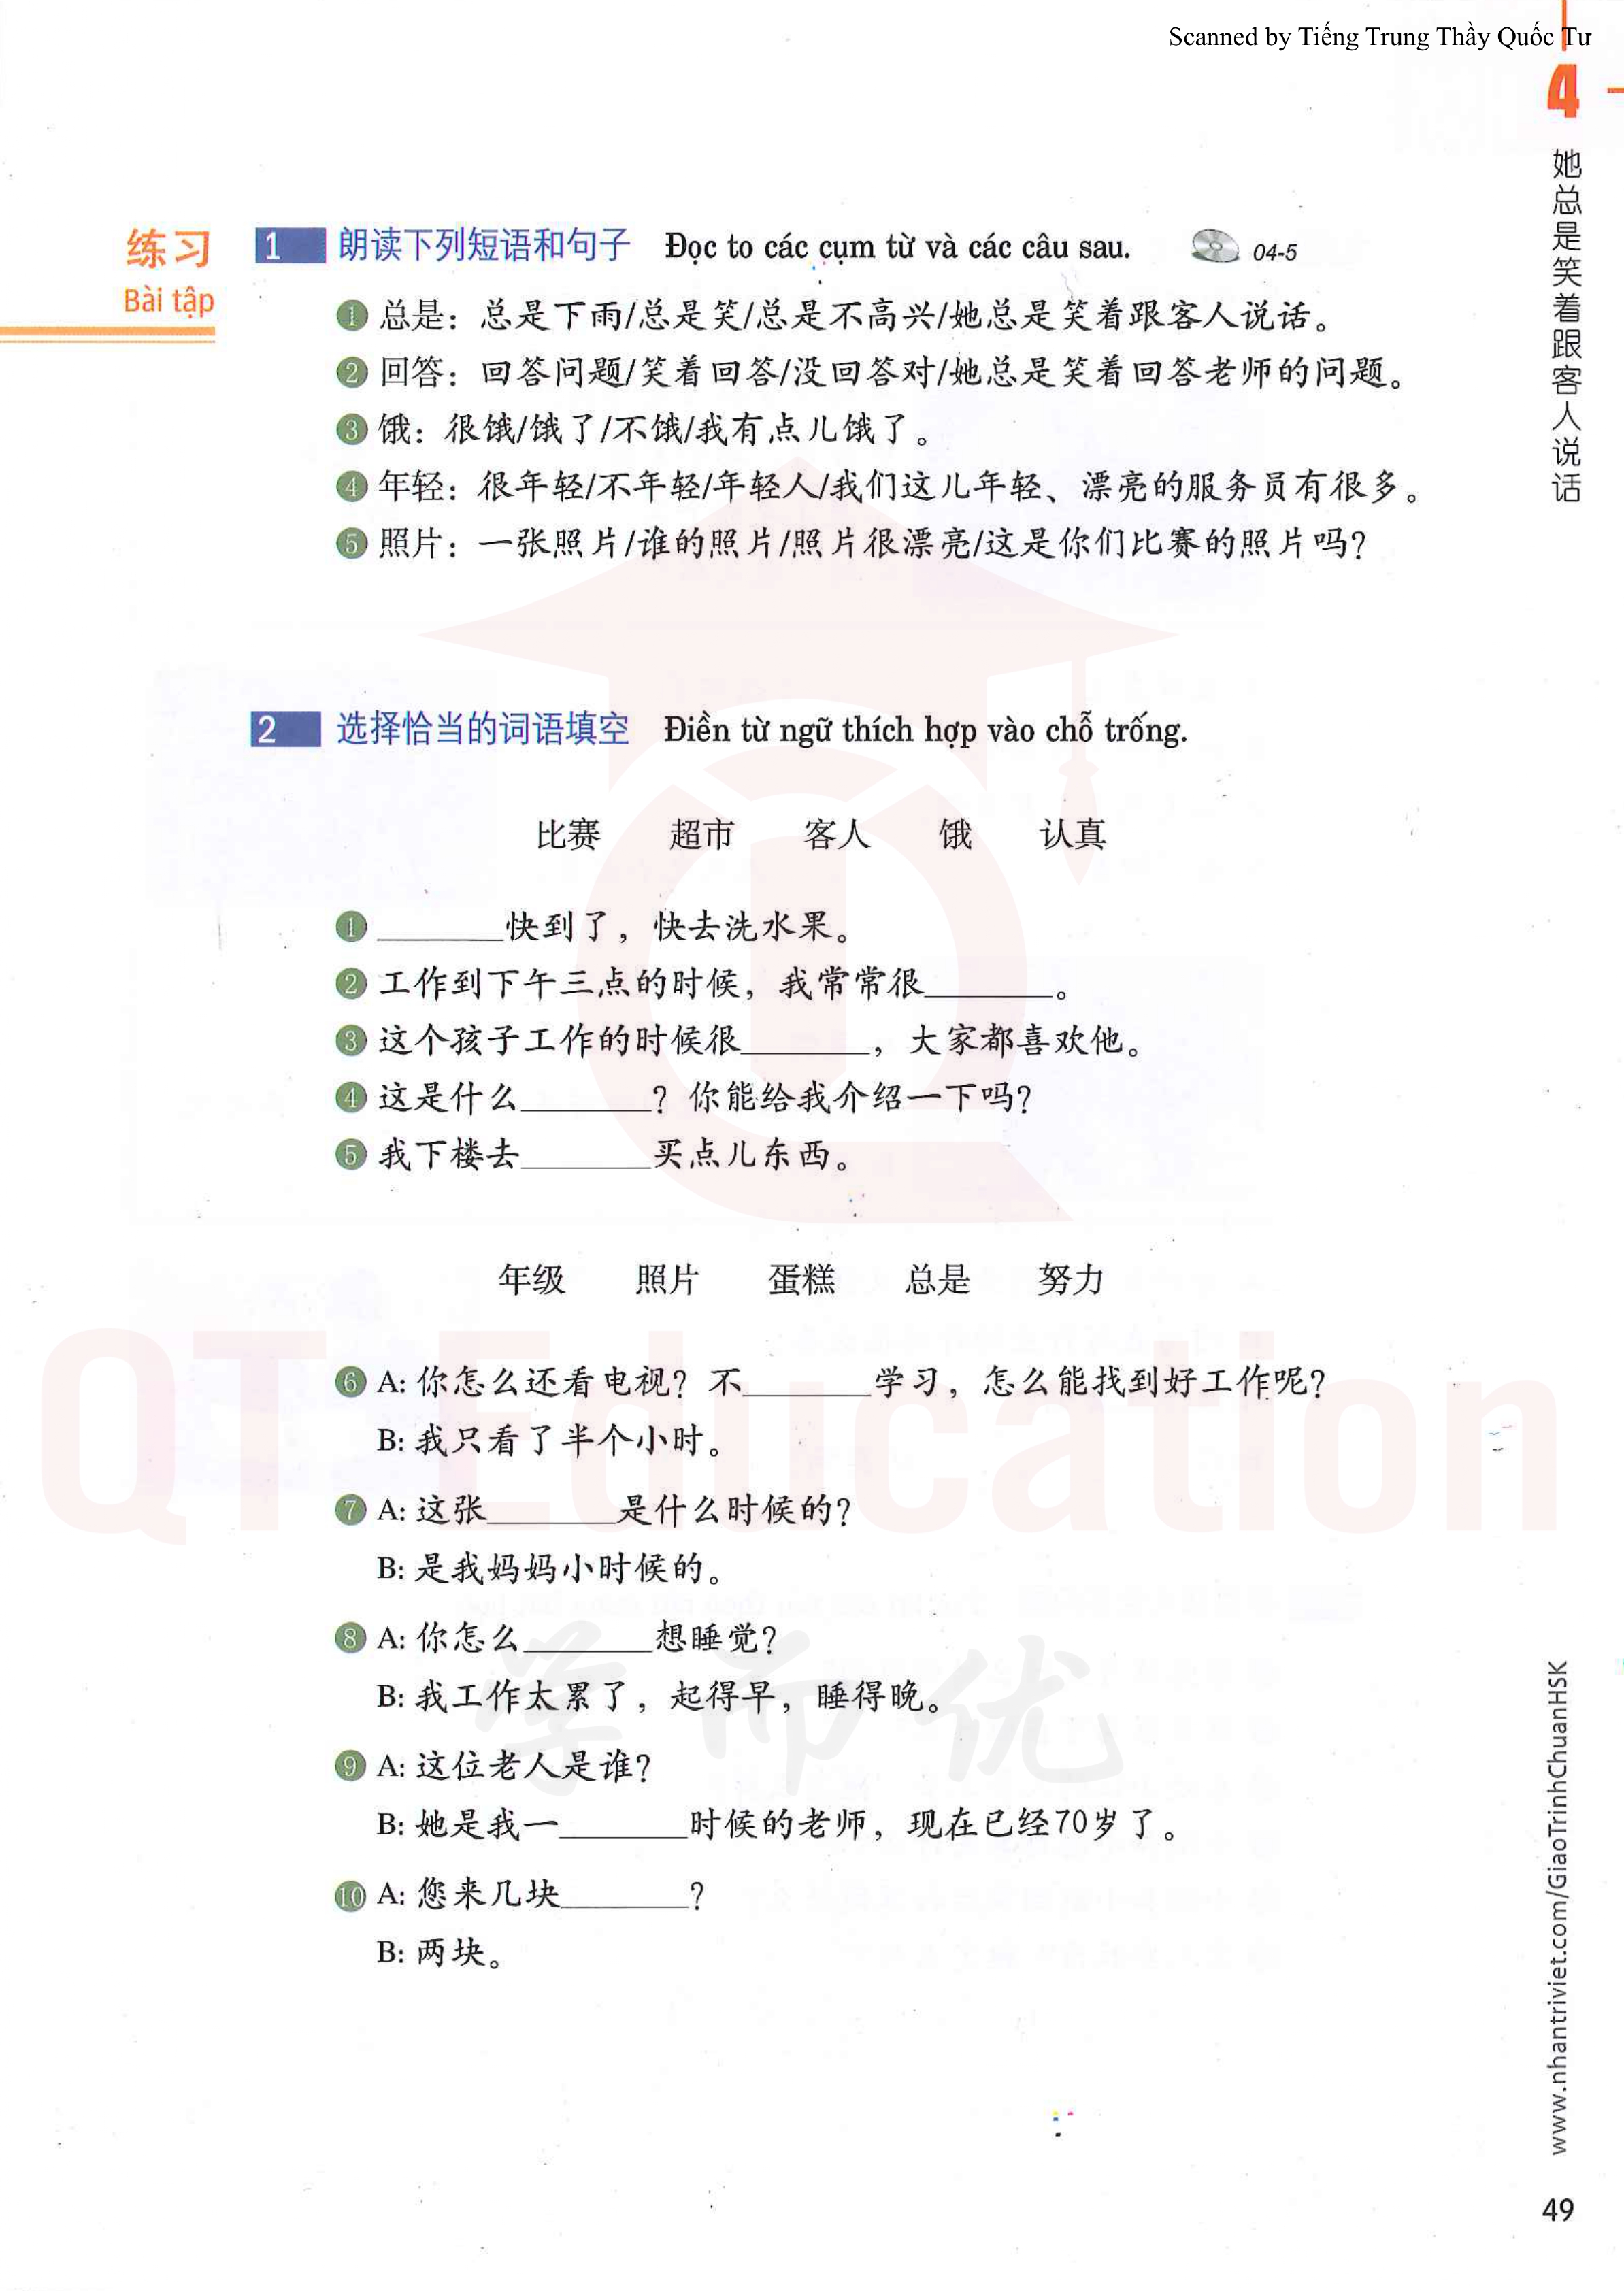 Scanned by Tiếng Trung Thầy Quốc Tư
4
她总是笑着跟客人说话
练习
Bài tập
1 朗读下列短语和句子 Đọc to các cụm từ và các câu sau. 04-5
1 总是：总是下雨/总是笑/总是不高兴/她总是笑着跟客人说话。
2 回答：回答问题/笑着回答/没回答对/她总是笑着回答老师的问题。
3 饿：很饿/饿了/不饿/我有点儿饿了。
4 年轻：很年轻/不年轻/年轻人/我们这儿年轻、漂亮的服务员有很多。
5 照片：一张照片/谁的照片/照片很漂亮/这是你们比赛的照片吗？
2 选择恰当的词语填空 Điền từ ngữ thích hợp vào chỗ trống.
比赛 超市 客人 饿 认真
1 ________快到了，快去洗水果。
2 工作到下午三点的时候，我常常很________。
3 这个孩子工作的时候很________，大家都喜欢他。
4 这是什么________？你能给我介绍一下吗？
5 我下楼去________买点儿东西。
年级 照片 蛋糕 总是 努力
6 A: 你怎么还看电视？不________学习，怎么能找到好工作呢？
B: 我只看了半个小时。
7 A: 这张________是什么时候的？
B: 是我妈妈小时候的。
8 A: 你怎么________想睡觉？
B: 我工作太累了，起得早，睡得晚。
9 A: 这位老人是谁？
B: 她是我一________时候的老师，现在已经70岁了。
10 A: 您来几块________？
B: 两块。
QT Education
学而优
www.nhantriviet.com/GiaoTrinhChuanHSK
49